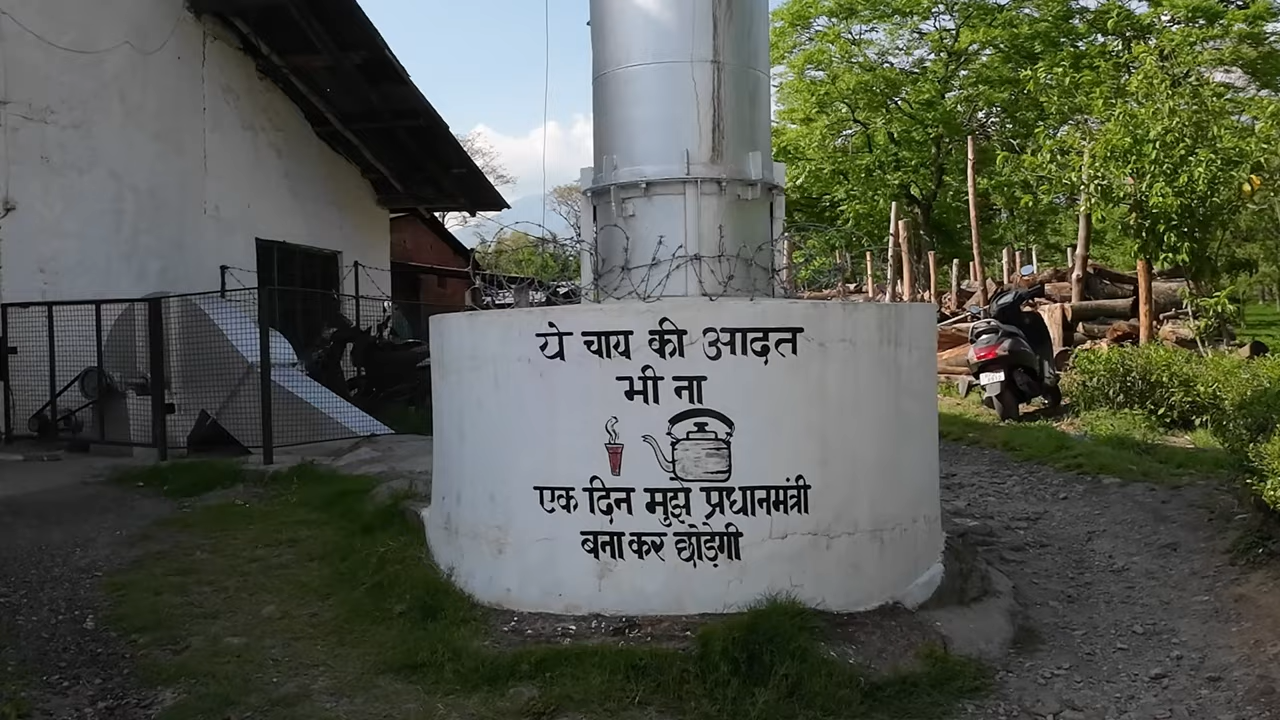 ये चाय की आदत
भी ना
एक दिन मुझे प्रधानमंत्री
बना कर छोड़ेगी